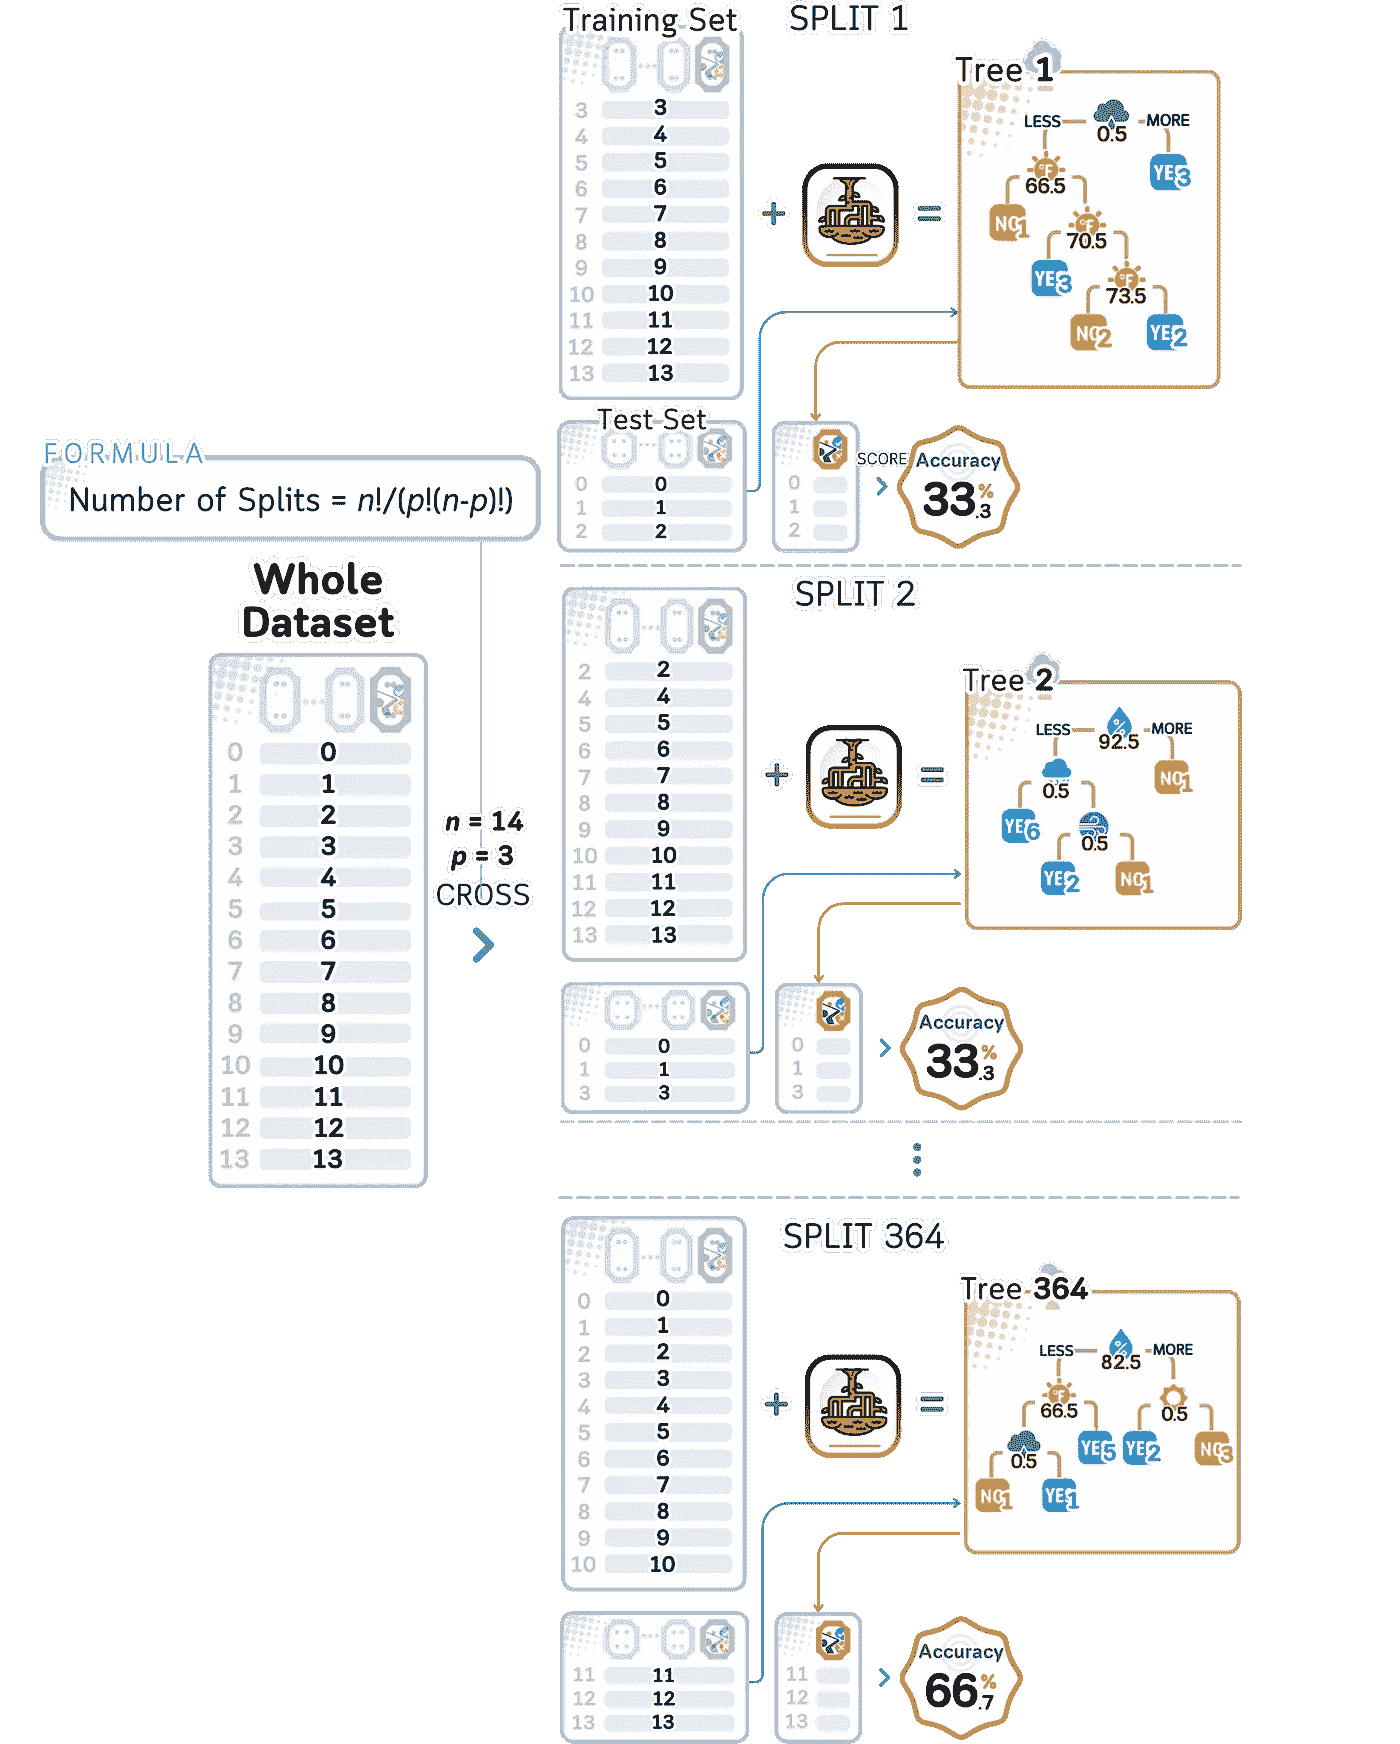 Training Set
SPLIT 1
3 3
4 4
5 5
6 6
7 7
8 8
9 9
10 10
11 11
12 12
13 13
+
=
Tree 1
LESS 0.5 MORE
66.5 YES 3
NO 1 70.5
YES 3 73.5
NO 2 YES 2
Test Set
0 0
1 1
2 2
0
1
2
SCORE
Accuracy
33.3%
FORMULA
Number of Splits = n!/(p!(n-p)!)
Whole
Dataset
0 0
1 1
2 2
3 3
4 4
5 5
6 6
7 7
8 8
9 9
10 10
11 11
12 12
13 13
n = 14
p = 3
CROSS
SPLIT 2
2 2
4 4
5 5
6 6
7 7
8 8
9 9
10 10
11 11
12 12
13 13
+
=
Tree 2
LESS 92.5 MORE
0.5 NO 1
YES 6 0.5
YES 2 NO 1
0 0
1 1
3 3
0
1
3
Accuracy
33.3%
SPLIT 364
0 0
1 1
2 2
3 3
4 4
5 5
6 6
7 7
8 8
9 9
10 10
+
=
Tree 364
LESS 82.5 MORE
66.5 0.5
0.5 YES 5 YES 2 NO 3
NO 1 YES 1
11 11
12 12
13 13
11
12
13
Accuracy
66.7%